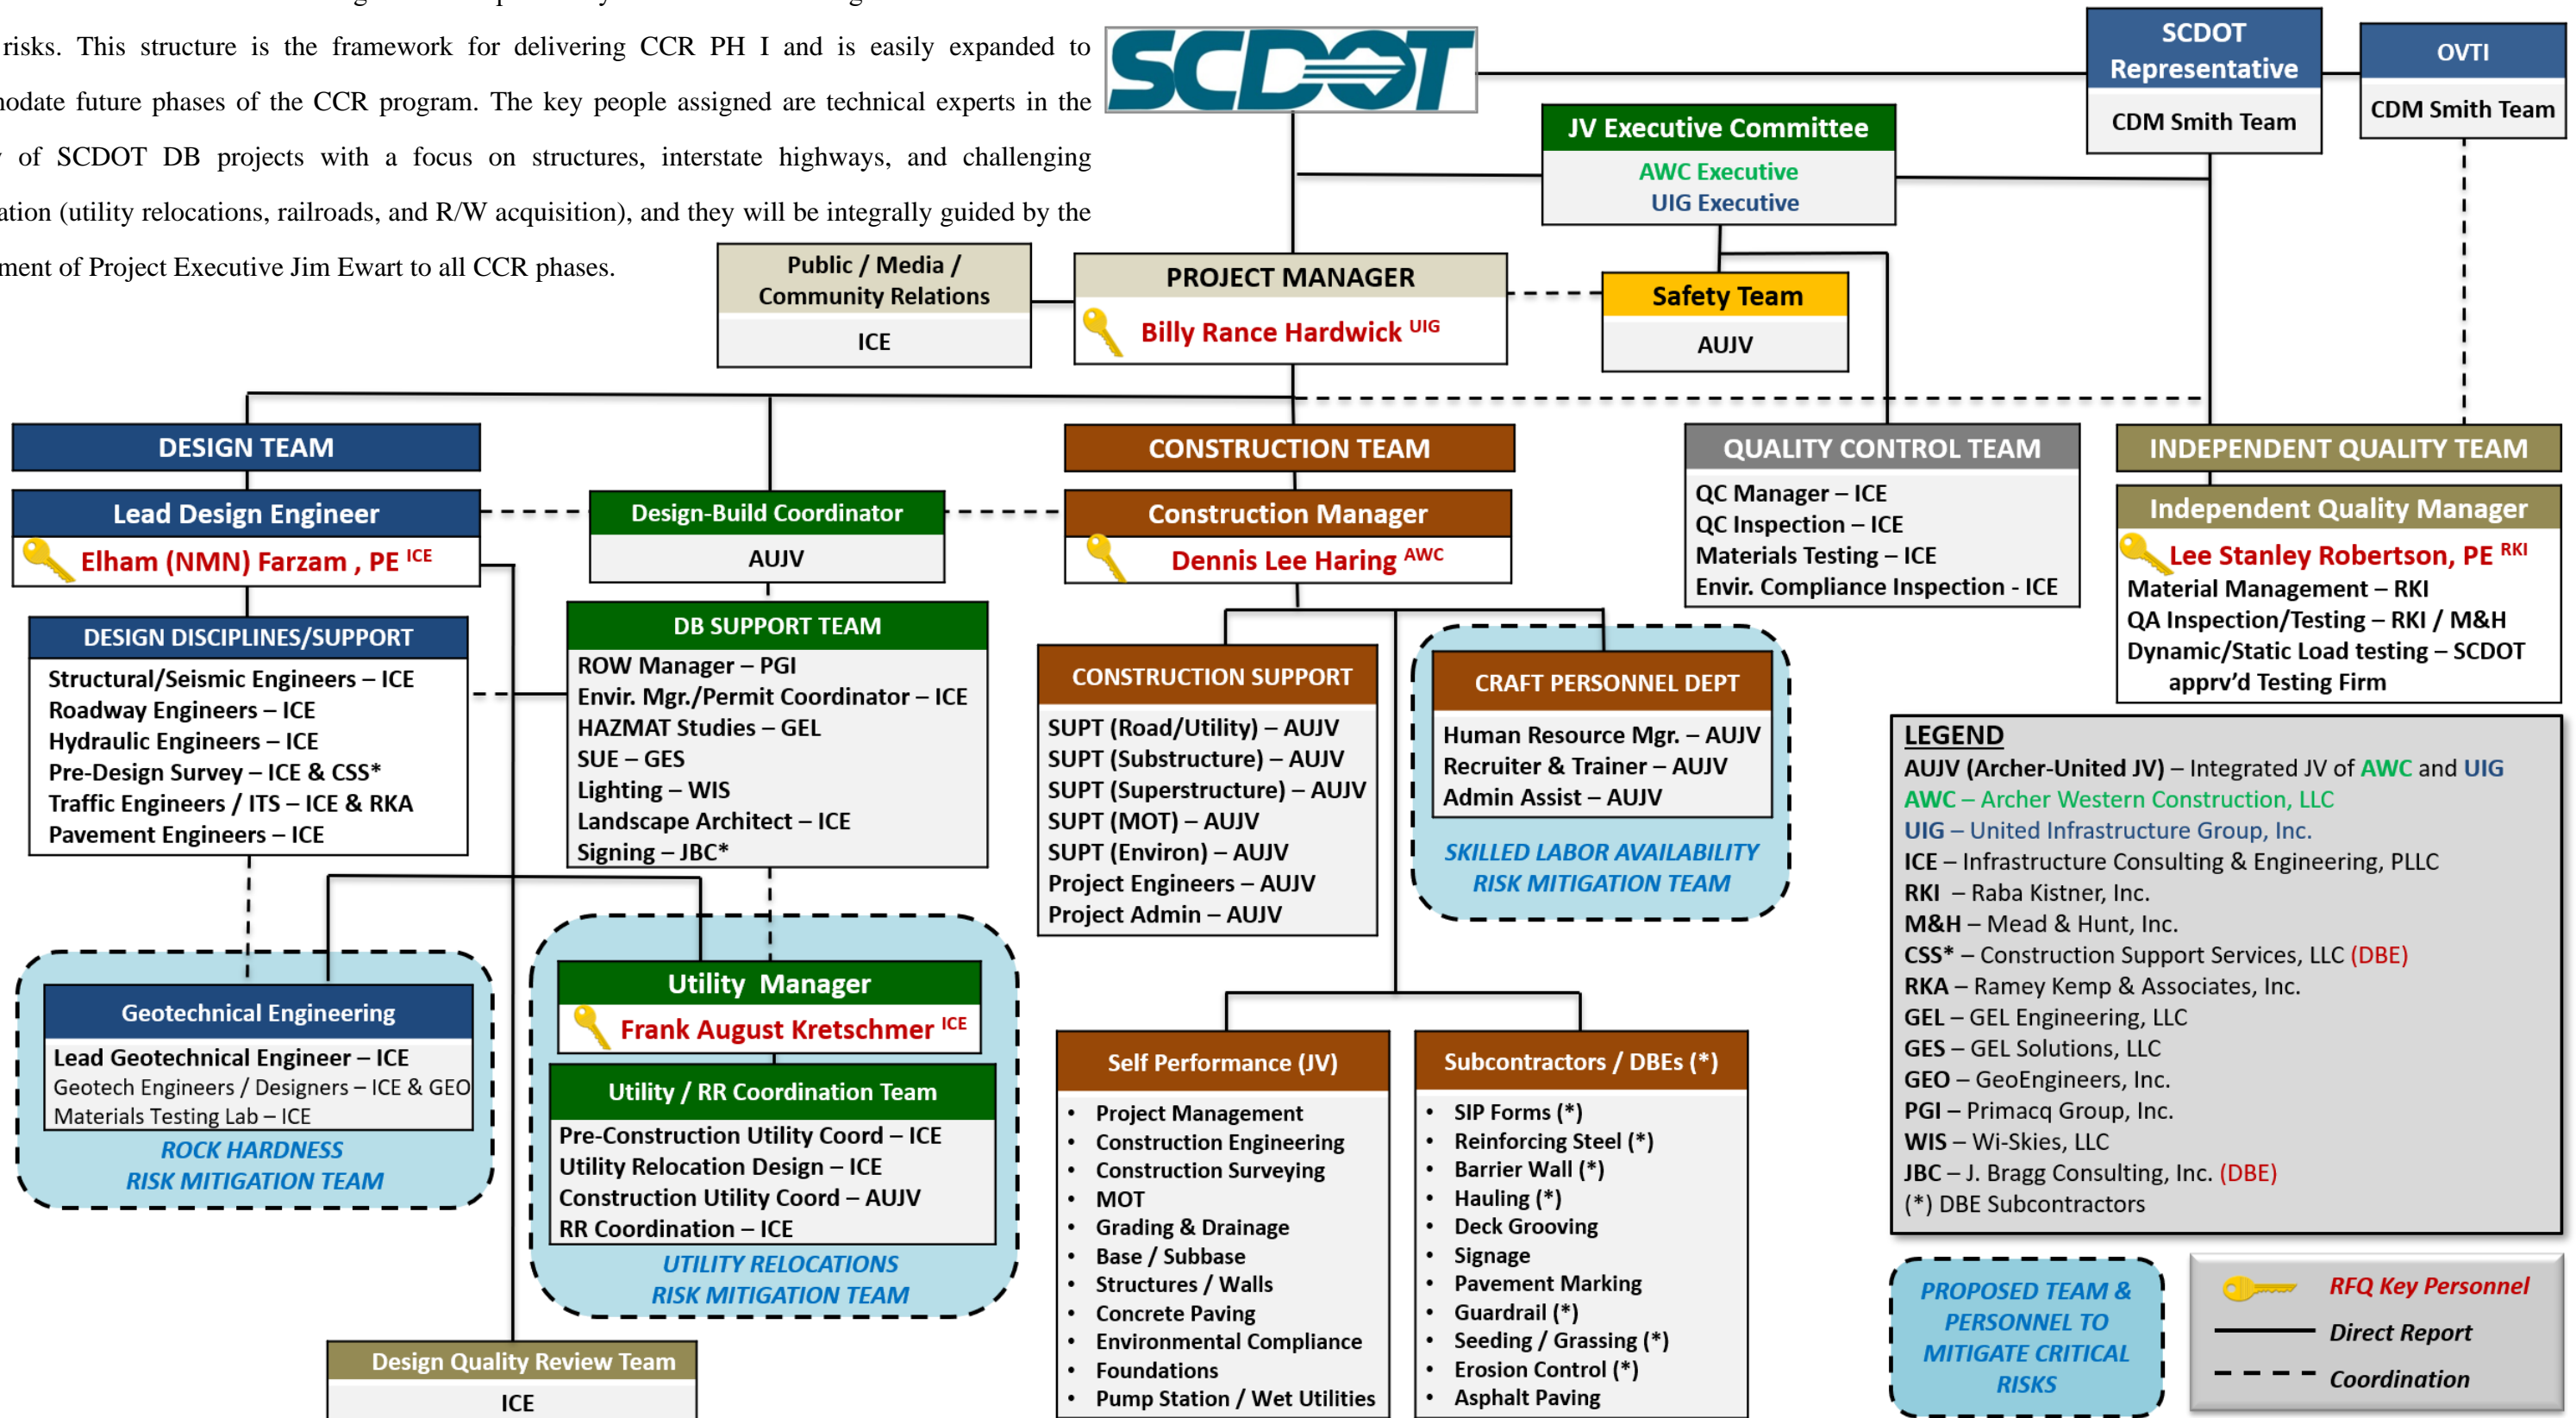 risks. This structure is the framework for delivering CCR PH I and is easily expanded to
future phases of the CCR program. The key people assigned are technical experts in the
of SCDOT DB projects with a focus on structures, interstate highways, and challenging
(utility relocations, railroads, and R/W acquisition), and they will be integrally guided by the
of Project Executive Jim Ewart to all CCR phases.
SCDOT
SCDOT
Representative
CDM Smith Team
OVTI
CDM Smith Team
JV Executive Committee
AWC Executive
UIG Executive
Public / Media /
Community Relations
ICE
PROJECT MANAGER
Billy Rance Hardwick UIG
Safety Team
AUJV
DESIGN TEAM
Lead Design Engineer
Elham (NMN) Farzam , PE ICE
DESIGN DISCIPLINES/SUPPORT
Structural/Seismic Engineers – ICE
Roadway Engineers – ICE
Hydraulic Engineers – ICE
Pre-Design Survey – ICE & CSS*
Traffic Engineers / ITS – ICE & RKA
Pavement Engineers – ICE
Design-Build Coordinator
AUJV
DB SUPPORT TEAM
ROW Manager – PGI
Envir. Mgr./Permit Coordinator – ICE
HAZMAT Studies – GEL
SUE – GES
Lighting – WIS
Landscape Architect – ICE
Signing – JBC*
CONSTRUCTION TEAM
Construction Manager
Dennis Lee Haring AWC
CONSTRUCTION SUPPORT
SUPT (Road/Utility) – AUJV
SUPT (Substructure) – AUJV
SUPT (Superstructure) – AUJV
SUPT (MOT) – AUJV
SUPT (Environ) – AUJV
Project Engineers – AUJV
Project Admin – AUJV
CRAFT PERSONNEL DEPT
Human Resource Mgr. – AUJV
Recruiter & Trainer – AUJV
Admin Assist – AUJV
SKILLED LABOR AVAILABILITY
RISK MITIGATION TEAM
QUALITY CONTROL TEAM
QC Manager – ICE
QC Inspection – ICE
Materials Testing – ICE
Envir. Compliance Inspection - ICE
INDEPENDENT QUALITY TEAM
Independent Quality Manager
Lee Stanley Robertson, PE RKI
Material Management – RKI
QA Inspection/Testing – RKI / M&H
Dynamic/Static Load testing – SCDOT
apprv'd Testing Firm
Geotechnical Engineering
Lead Geotechnical Engineer – ICE
Geotech Engineers / Designers – ICE & GEO
Materials Testing Lab – ICE
ROCK HARDNESS
RISK MITIGATION TEAM
Utility Manager
Frank August Kretschmer ICE
Utility / RR Coordination Team
Pre-Construction Utility Coord – ICE
Utility Relocation Design – ICE
Construction Utility Coord – AUJV
RR Coordination – ICE
UTILITY RELOCATIONS
RISK MITIGATION TEAM
Design Quality Review Team
ICE
Self Performance (JV)
• Project Management
• Construction Engineering
• Construction Surveying
• MOT
• Grading & Drainage
• Base / Subbase
• Structures / Walls
• Concrete Paving
• Environmental Compliance
• Foundations
• Pump Station / Wet Utilities
Subcontractors / DBEs (*)
• SIP Forms (*)
• Reinforcing Steel (*)
• Barrier Wall (*)
• Hauling (*)
• Deck Grooving
• Signage
• Pavement Marking
• Guardrail (*)
• Seeding / Grassing (*)
• Erosion Control (*)
• Asphalt Paving
LEGEND
AUJV (Archer-United JV) – Integrated JV of AWC and UIG
AWC – Archer Western Construction, LLC
UIG – United Infrastructure Group, Inc.
ICE – Infrastructure Consulting & Engineering, PLLC
RKI – Raba Kistner, Inc.
M&H – Mead & Hunt, Inc.
CSS* – Construction Support Services, LLC (DBE)
RKA – Ramey Kemp & Associates, Inc.
GEL – GEL Engineering, LLC
GES – GEL Solutions, LLC
GEO – GeoEngineers, Inc.
PGI – Primacq Group, Inc.
WIS – Wi-Skies, LLC
JBC – J. Bragg Consulting, Inc. (DBE)
(*) DBE Subcontractors
PROPOSED TEAM &
PERSONNEL TO
MITIGATE CRITICAL
RISKS
RFQ Key Personnel
Direct Report
Coordination